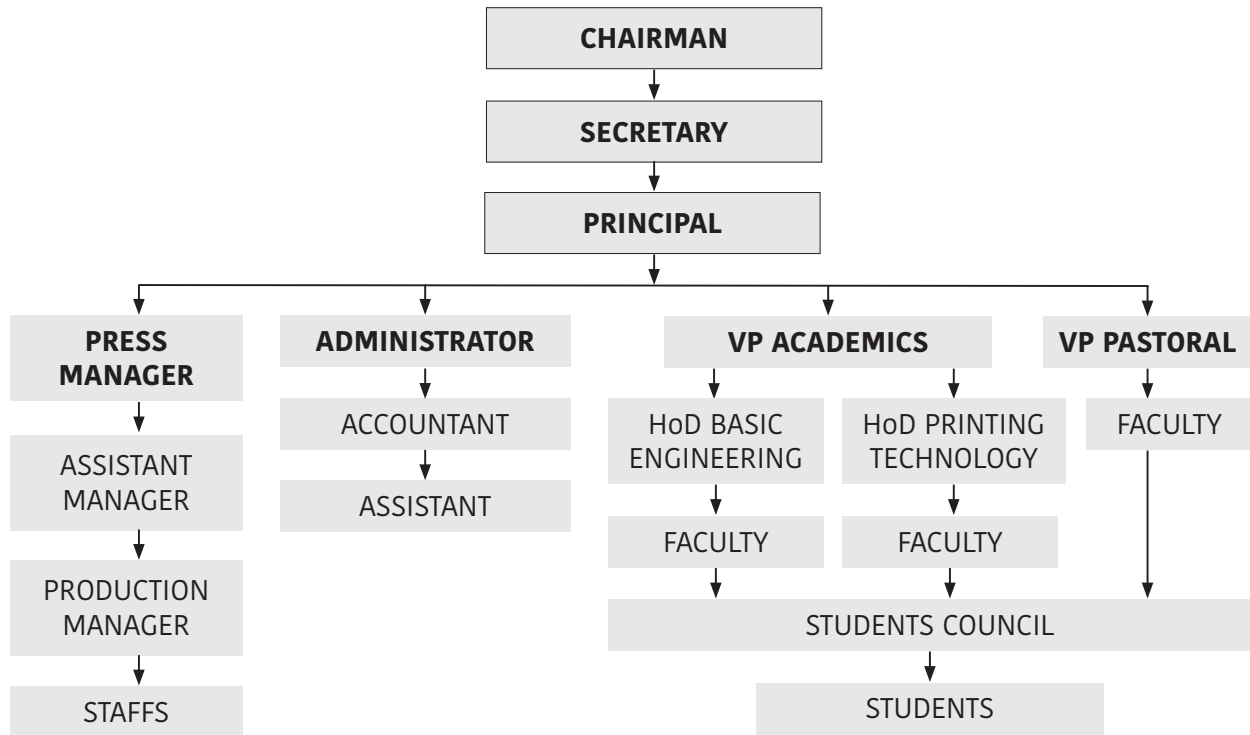 CHAIRMAN
SECRETARY
PRINCIPAL
PRESS
MANAGER
ADMINISTRATOR
VP ACADEMICS
VP PASTORAL
ASSISTANT
MANAGER
PRODUCTION
MANAGER
STAFFS
ACCOUNTANT
ASSISTANT
HoD BASIC
ENGINEERING
FACULTY
HoD PRINTING
TECHNOLOGY
FACULTY
FACULTY
STUDENTS COUNCIL
STUDENTS